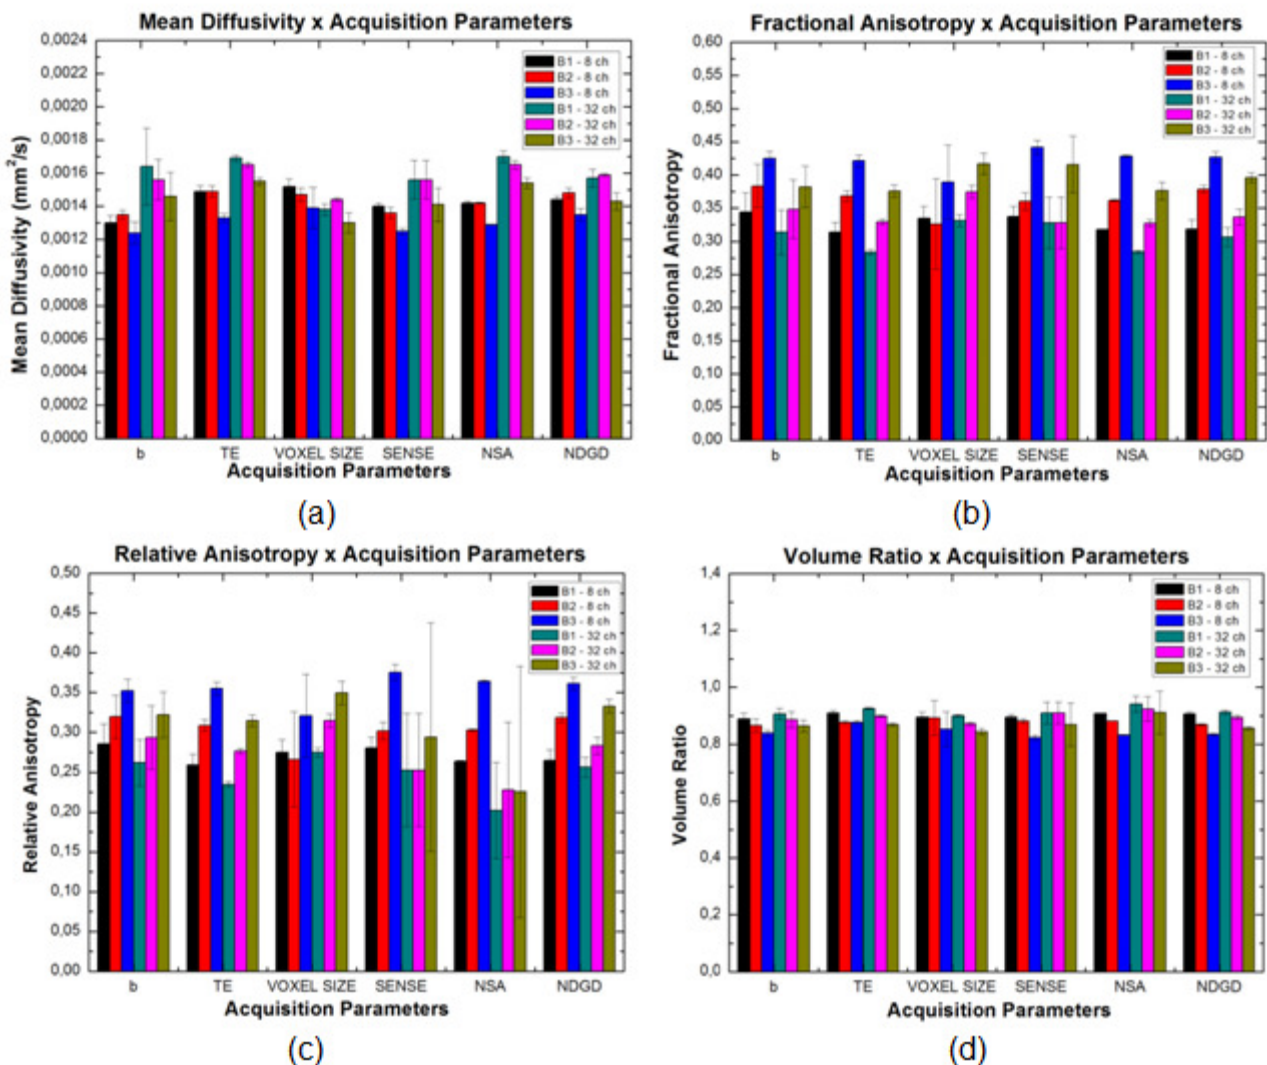 Mean Diffusivity x Acquisition Parameters
0,0024
0,0022
0,0020
0,0018
0,0016
0,0014
0,0012
0,0010
0,0008
0,0006
0,0004
0,0002
0,0000
Mean Diffusivity (mm²/s)
B1 - 8 ch
B2 - 8 ch
B3 - 8 ch
B1 - 32 ch
B2 - 32 ch
B3 - 32 ch
b TE VOXEL SIZE SENSE NSA NDGD
Acquisition Parameters
(a)
Fractional Anisotropy x Acquisition Parameters
0,60
0,55
0,50
0,45
0,40
0,35
0,30
0,25
0,20
0,15
0,10
0,05
0,00
Fractional Anisotropy
B1 - 8 ch
B2 - 8 ch
B3 - 8 ch
B1 - 32 ch
B2 - 32 ch
B3 - 32 ch
b TE VOXEL SIZE SENSE NSA NDGD
Acquisition Parameters
(b)
Relative Anisotropy x Acquisition Parameters
0,50
0,45
0,40
0,35
0,30
0,25
0,20
0,15
0,10
0,05
0,00
Relative Anisotropy
B1 - 8 ch
B2 - 8 ch
B3 - 8 ch
B1 - 32 ch
B2 - 32 ch
B3 - 32 ch
b TE VOXEL SIZE SENSE NSA NDGD
Acquisition Parameters
(c)
Volume Ratio x Acquisition Parameters
1,4
1,2
1,0
0,8
0,6
0,4
0,2
0,0
Volume Ratio
B1 - 8 ch
B2 - 8 ch
B3 - 8 ch
B1 - 32 ch
B2 - 32 ch
B3 - 32 ch
b TE VOXEL SIZE SENSE NSA NDGD
Acquisition Parameters
(d)